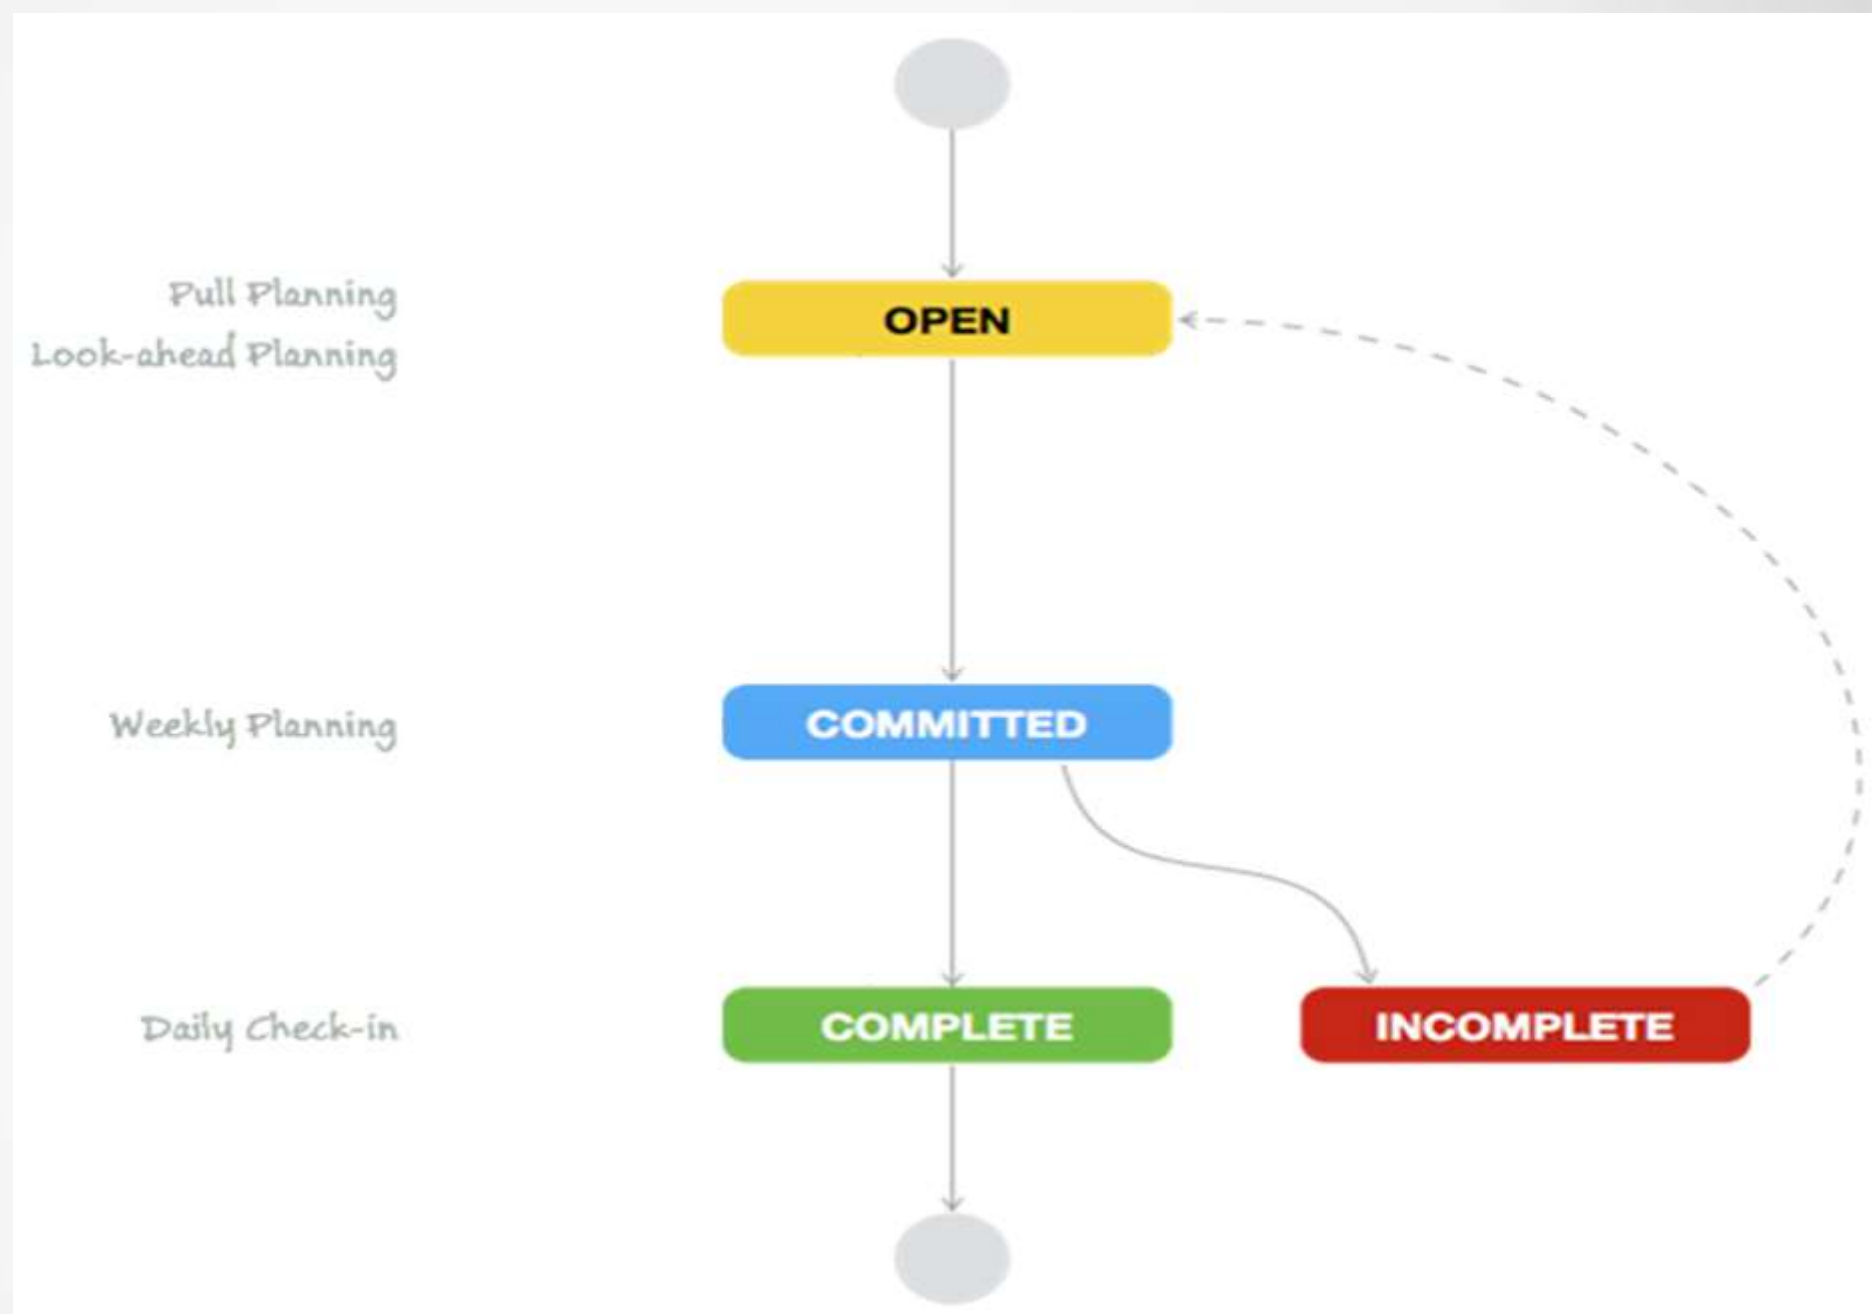 Pull Planning
OPEN
Look-ahead Planning
Weekly Planning
COMMITTED
Daily Check-in
COMPLETE
INCOMPLETE